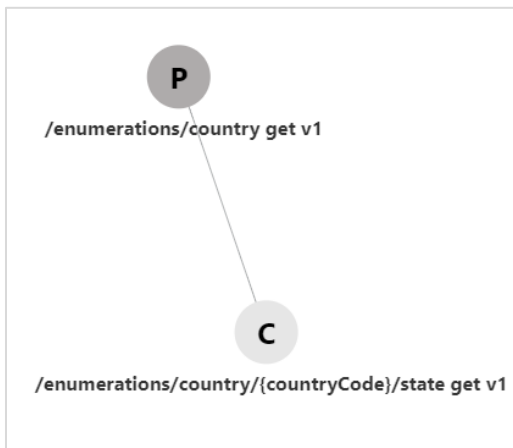 P
/enumerations/country get v1
C
/enumerations/country/{countryCode}/state get v1